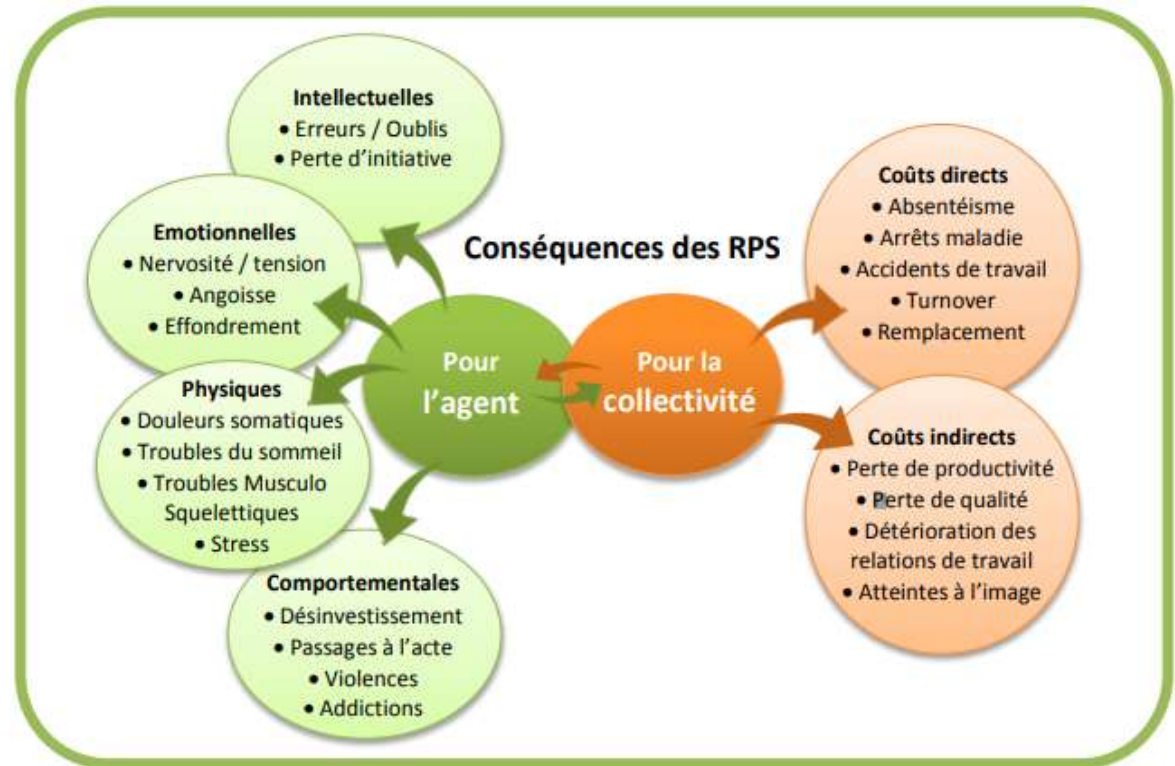 Intellectuelles
• Erreurs / Oublis
• Perte d’initiative
Emotionnelles
• Nervosité / tension
• Angoisse
• Effondrement
Physiques
• Douleurs somatiques
• Troubles du sommeil
• Troubles Musculo
Squelettiques
• Stress
Comportementales
• Désinvestissement
• Passages à l’acte
• Violences
• Addictions
Conséquences des RPS
Pour
l’agent
Pour la
collectivité
Coûts directs
• Absentéisme
• Arrêts maladie
• Accidents de travail
• Turnover
• Remplacement
Coûts indirects
• Perte de productivité
• Perte de qualité
• Détérioration des
relations de travail
• Atteintes à l’image